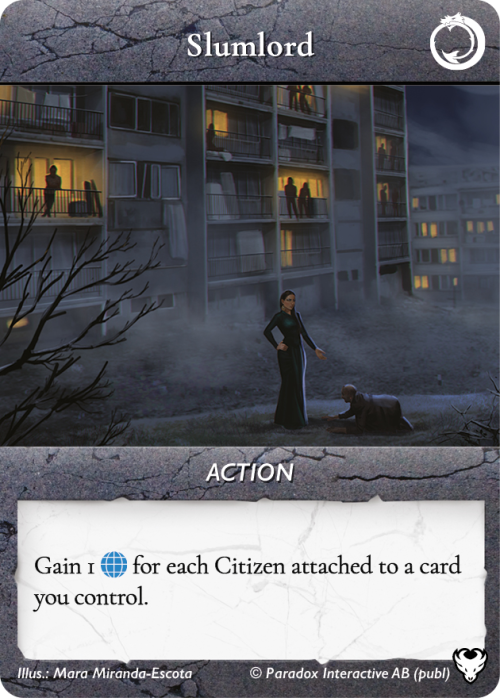 Slumlord
ACTION
Gain 1 for each Citizen attached to a card
you control.
Illus.: Mara Miranda-Escota © Paradox Interactive AB (publ)